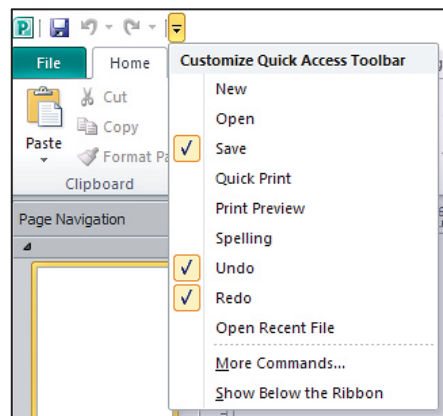 P
File Home Customize Quick Access Toolbar
Cut New
Copy Open
Paste Format Save
Clipboard Quick Print
Print Preview
Page Navigation Spelling
Undo
Redo
Open Recent File
More Commands...
Show Below the Ribbon